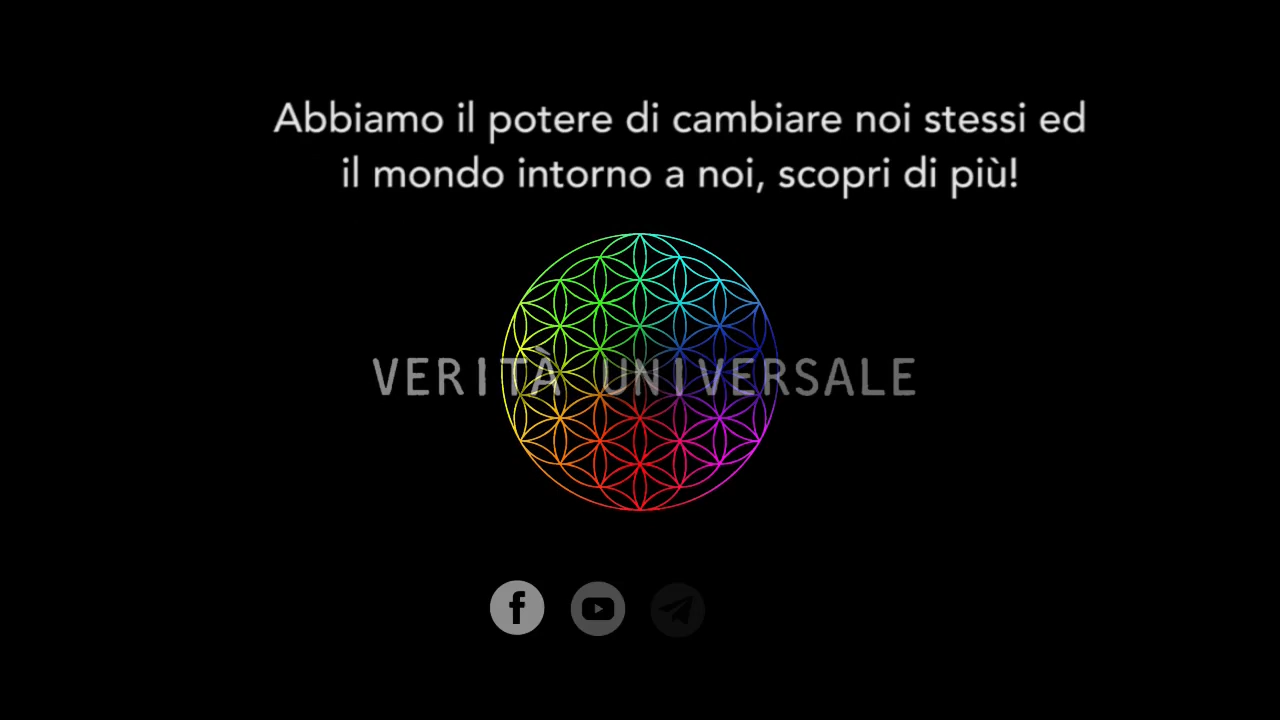 Abbiamo il potere di cambiare noi stessi ed
il mondo intorno a noi, scopri di più!
VERITÀ UNIVERSALE